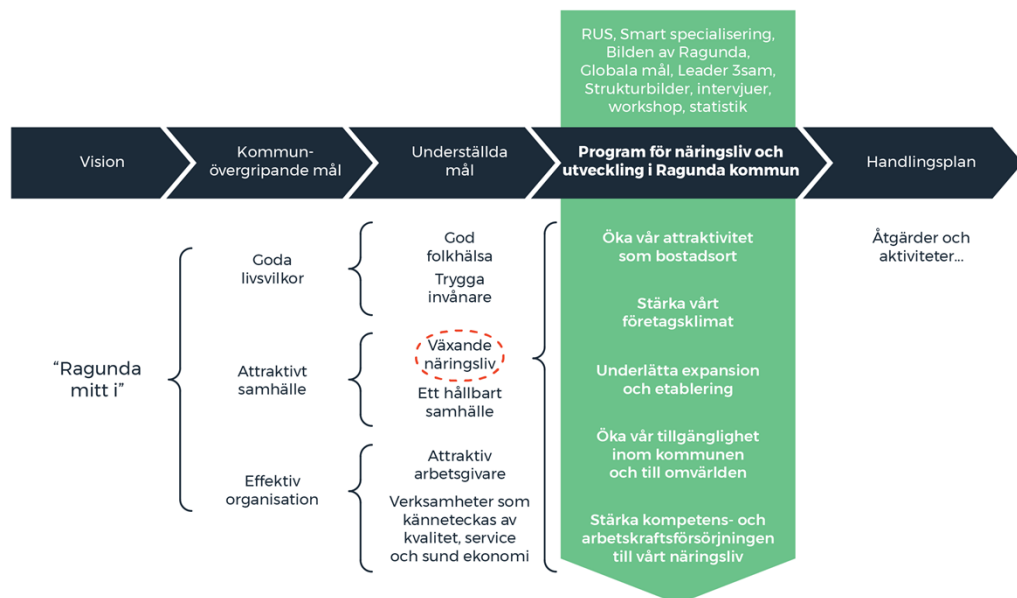 RUS, Smart specialisering,
Bilden av Ragunda,
Globala mål, Leader 3sam,
Strukturbilder, intervjuer,
workshop, statistik
Vision
Kommun-
övergripande mål
Underställda
mål
Program för näringsliv och
utveckling i Ragunda kommun
Handlingsplan
“Ragunda
mitt i”
Goda
livsvilkor
Attraktivt
samhälle
Effektiv
organisation
God
folkhälsa
Trygga
invånare
Växande
näringsliv
Ett hållbart
samhälle
Attraktiv
arbetsgivare
Verksamheter som
känneteckas av
kvalitet, service
och sund ekonomi
Öka vår attraktivitet
som bostadsort
Stärka vårt
företagsklimat
Underlätta expansion
och etablering
Öka vår tillgänglighet
inom kommunen
och till omvärlden
Stärka kompetens- och
arbetskraftsförsörjningen
till vårt näringsliv
Åtgärder och
aktiviteter...